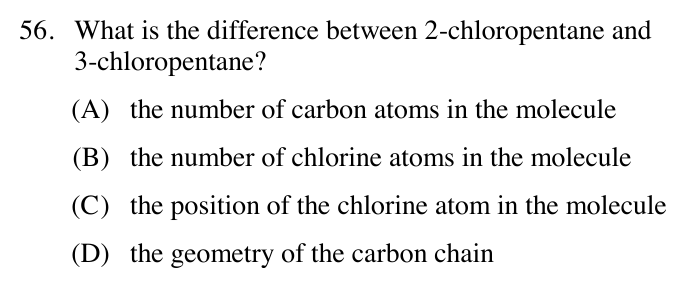 56. What is the difference between 2-chloropentane and
3-chloropentane?
(A) the number of carbon atoms in the molecule
(B) the number of chlorine atoms in the molecule
(C) the position of the chlorine atom in the molecule
(D) the geometry of the carbon chain